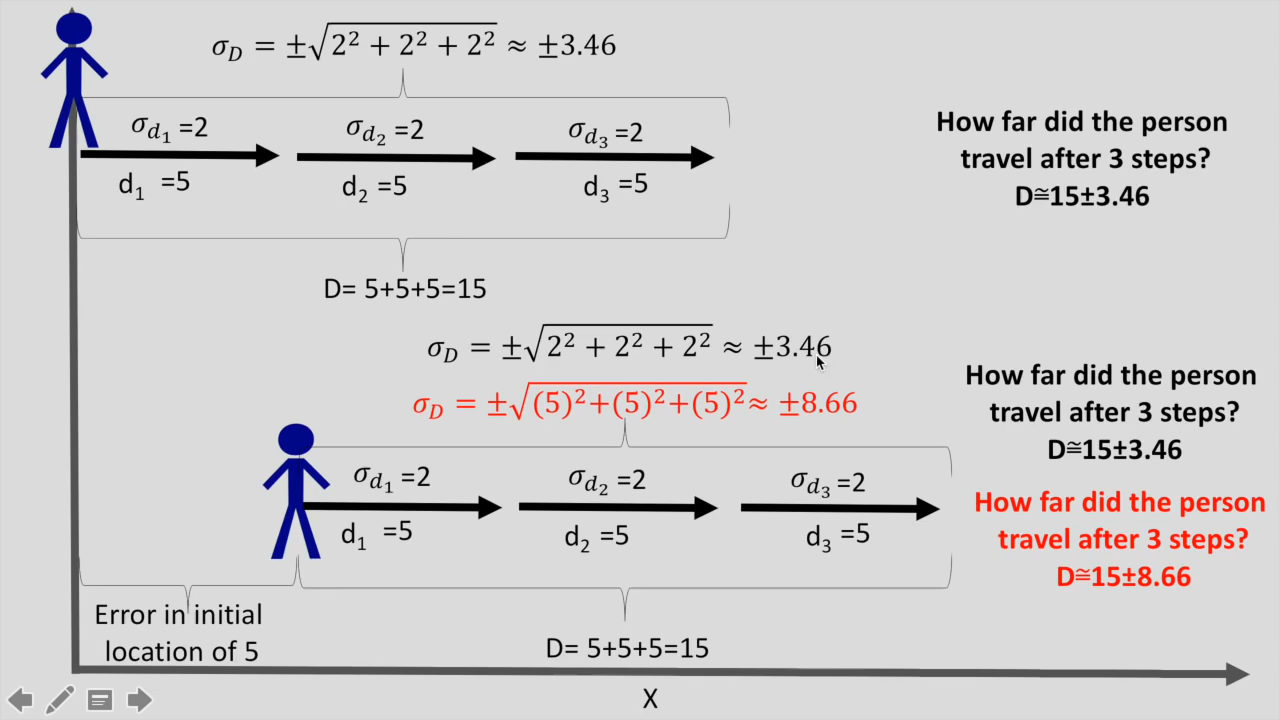 σ_D = ±√(2² + 2² + 2²) ≈ ±3.46
σ_d₁ =2
σ_d₂ =2
σ_d₃ =2
d₁ =5
d₂ =5
d₃ =5
D= 5+5+5=15
How far did the person
travel after 3 steps?
D≅15±3.46
σ_D = ±√(2² + 2² + 2²) ≈ ±3.46
σ_D = ±√((5)²+(5)²+(5)²) ≈ ±8.66
σ_d₁ =2
σ_d₂ =2
σ_d₃ =2
d₁ =5
d₂ =5
d₃ =5
D= 5+5+5=15
How far did the person
travel after 3 steps?
D≅15±3.46
How far did the person
travel after 3 steps?
D≅15±8.66
Error in initial
location of 5
X